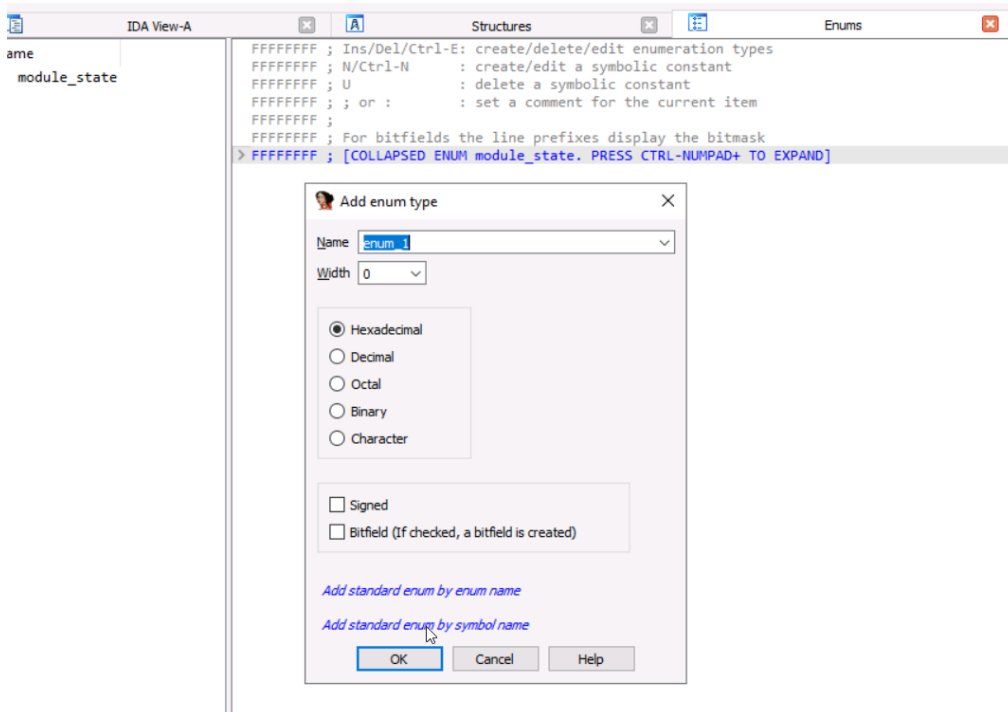 IDA View-A
Structures
Enums
ame
module_state
FFFFFFFF ; Ins/Del/Ctrl-E: create/delete/edit enumeration types
FFFFFFFF ; N/Ctrl-N       : create/edit a symbolic constant
FFFFFFFF ; U              : delete a symbolic constant
FFFFFFFF ; ; or :         : set a comment for the current item
FFFFFFFF ;
FFFFFFFF ; For bitfields the line prefixes display the bitmask
FFFFFFFF ; [COLLAPSED ENUM module_state. PRESS CTRL-NUMPAD+ TO EXPAND]
Add enum type
Name enum_1
Width 0
Hexadecimal
Decimal
Octal
Binary
Character
Signed
Bitfield (If checked, a bitfield is created)
Add standard enum by enum name
Add standard enum by symbol name
OK Cancel Help